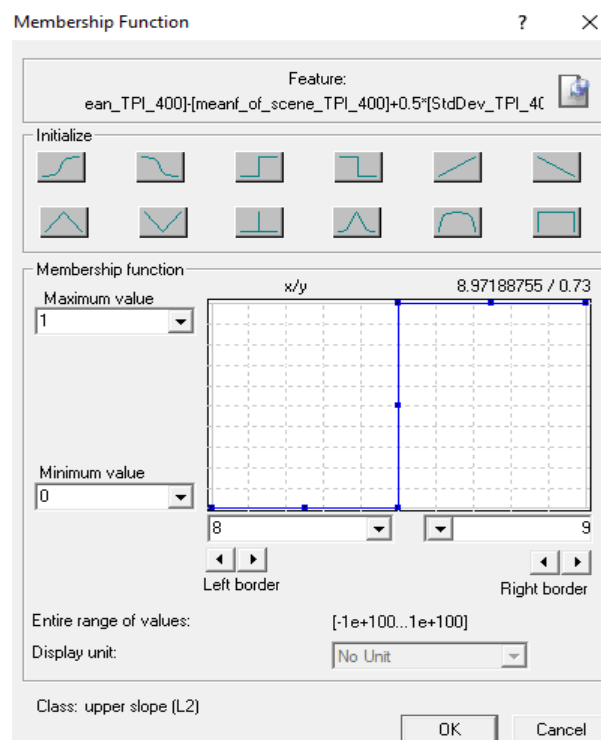 Membership Function ? ×
Feature:
ean_TPI_400]-[meanf_of_scene_TPI_400]+0.5*[StdDev_TPI_4(
Initialize
Membership function
Maximum value x/y 8.97188755 / 0.73
1
Minimum value
0
8 9
Left border Right border
Entire range of values: [-1e+100...1e+100]
Display unit: No Unit
Class: upper slope (L2)
OK Cancel